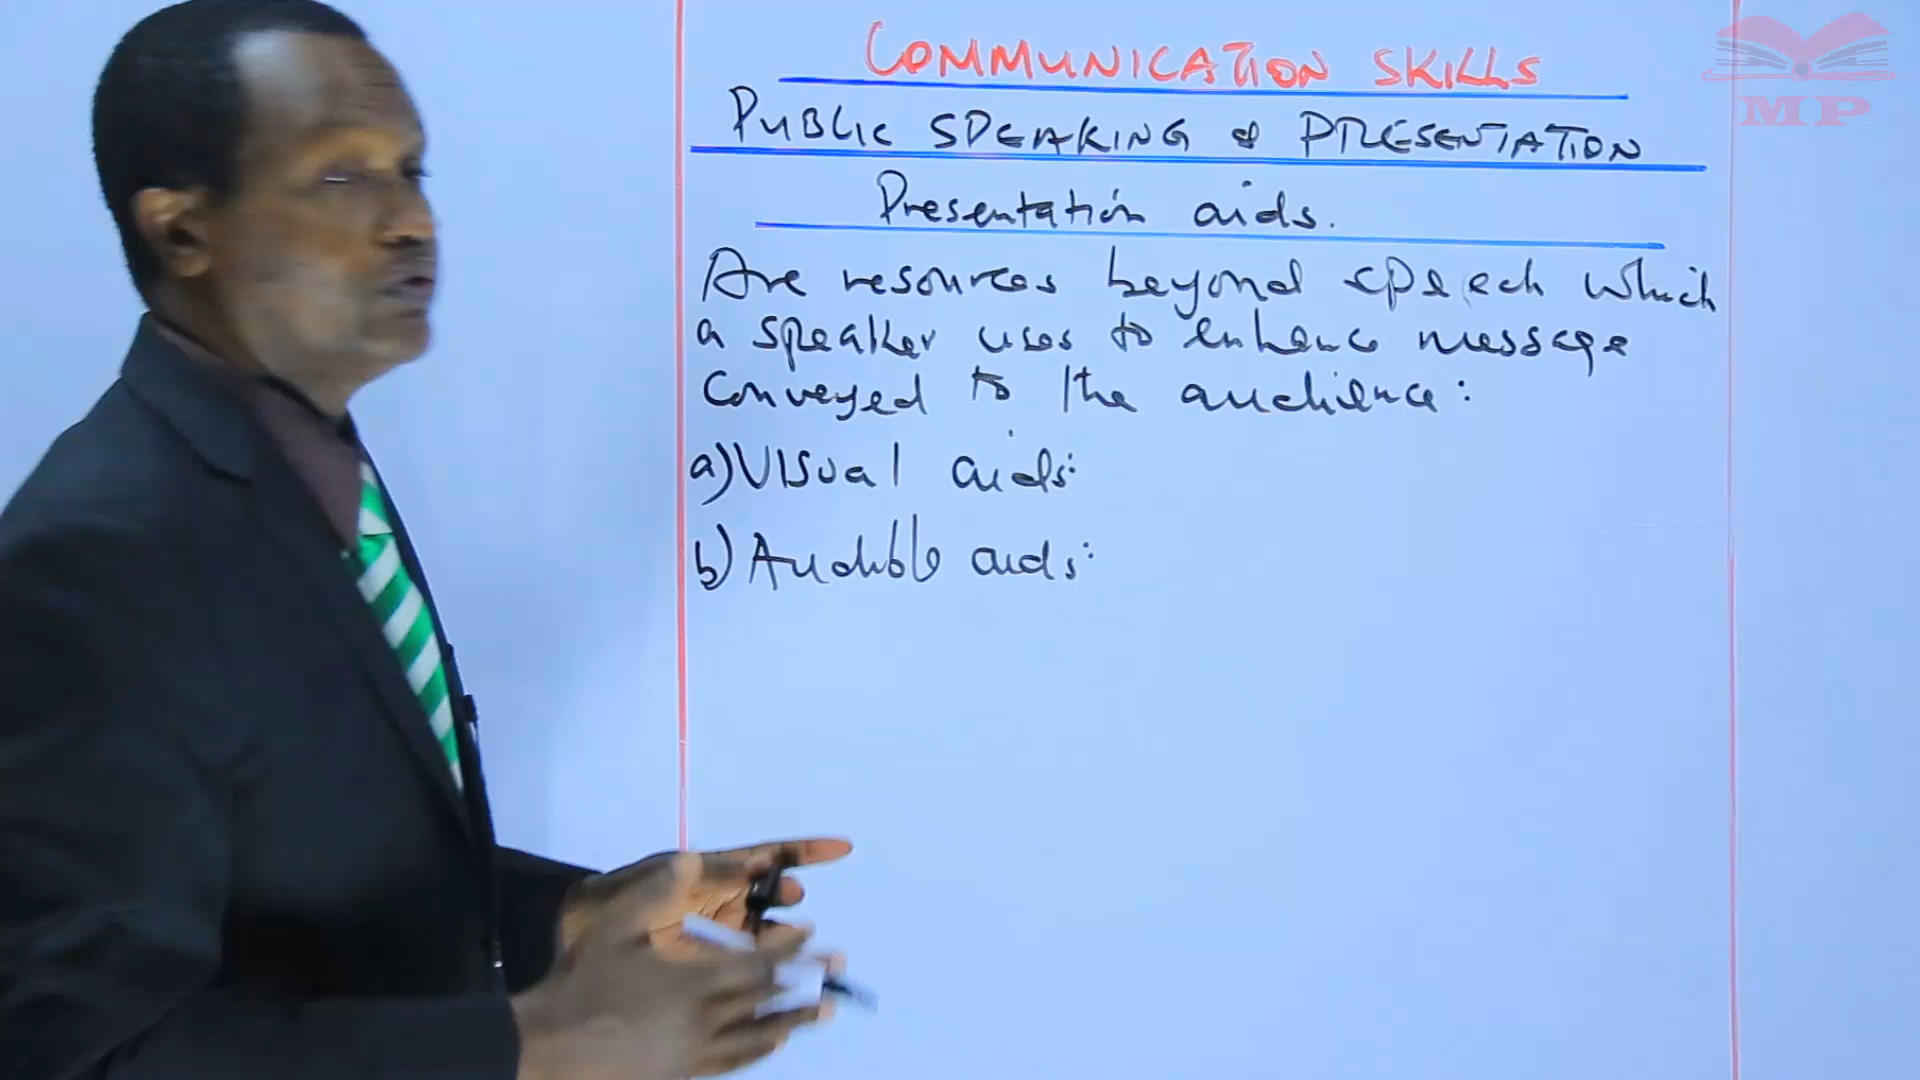 COMMUNICATION SKILLS
MP
PUBLIC SPEAKING & PRESENTATION
Presentation aids.
Are resources beyond speech which
a speaker uses to enhance message
conveyed to the audience:
a) Visual aids:
b) Audible aids: